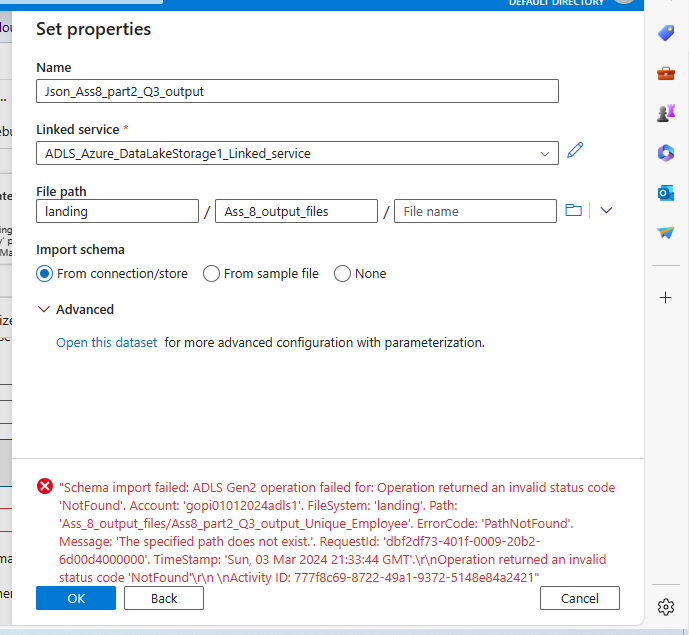 DEFAULT DIRECTORY
Set properties
Name
Json_Ass8_part2_Q3_output
Linked service *
ADLS_Azure_DataLakeStorage1_Linked_service
File path
landing / Ass_8_output_files / File name
Import schema
From connection/store From sample file None
Advanced
Open this dataset for more advanced configuration with parameterization.
"Schema import failed: ADLS Gen2 operation failed for: Operation returned an invalid status code
'NotFound'. Account: 'gopi01012024adls1'. FileSystem: 'landing'. Path:
'Ass_8_output_files/Ass8_part2_Q3_output_Unique_Employee'. ErrorCode: 'PathNotFound'.
Message: 'The specified path does not exist.'. RequestId: 'dbf2df73-401f-0009-20b2-
6d00d4000000'. TimeStamp: 'Sun, 03 Mar 2024 21:33:44 GMT'.\r\nOperation returned an invalid
status code 'NotFound'\r\n \nActivity ID: 777f8c69-8722-49a1-9372-5148e84a2421"
OK Back Cancel